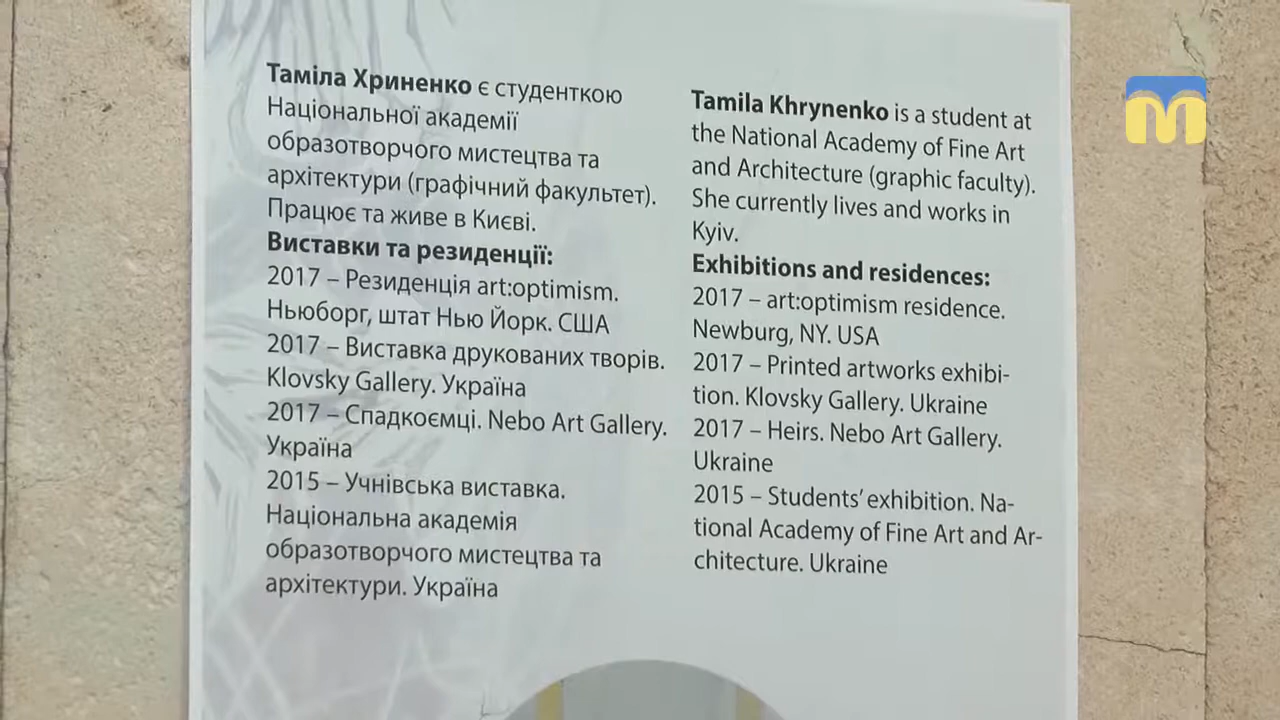 Таміла Хриненко є студенткою
Національної академії
образотворчого мистецтва та
архітектури (графічний факультет).
Працює та живе в Києві.
Виставки та резиденції:
2017 – Резиденція art:optimism.
Ньюборг, штат Нью Йорк. США
2017 – Виставка друкованих творів.
Klovsky Gallery. Україна
2017 – Спадкоємці. Nebo Art Gallery.
Україна
2015 – Учнівська виставка.
Національна академія
образотворчого мистецтва та
архітектури. Україна
Tamila Khrynenko is a student at
the National Academy of Fine Art
and Architecture (graphic faculty).
She currently lives and works in
Kyiv.
Exhibitions and residences:
2017 – art:optimism residence.
Newburg, NY. USA
2017 – Printed artworks exhibi-
tion. Klovsky Gallery. Ukraine
2017 – Heirs. Nebo Art Gallery.
Ukraine
2015 – Students’ exhibition. Na-
tional Academy of Fine Art and Ar-
chitecture. Ukraine
m